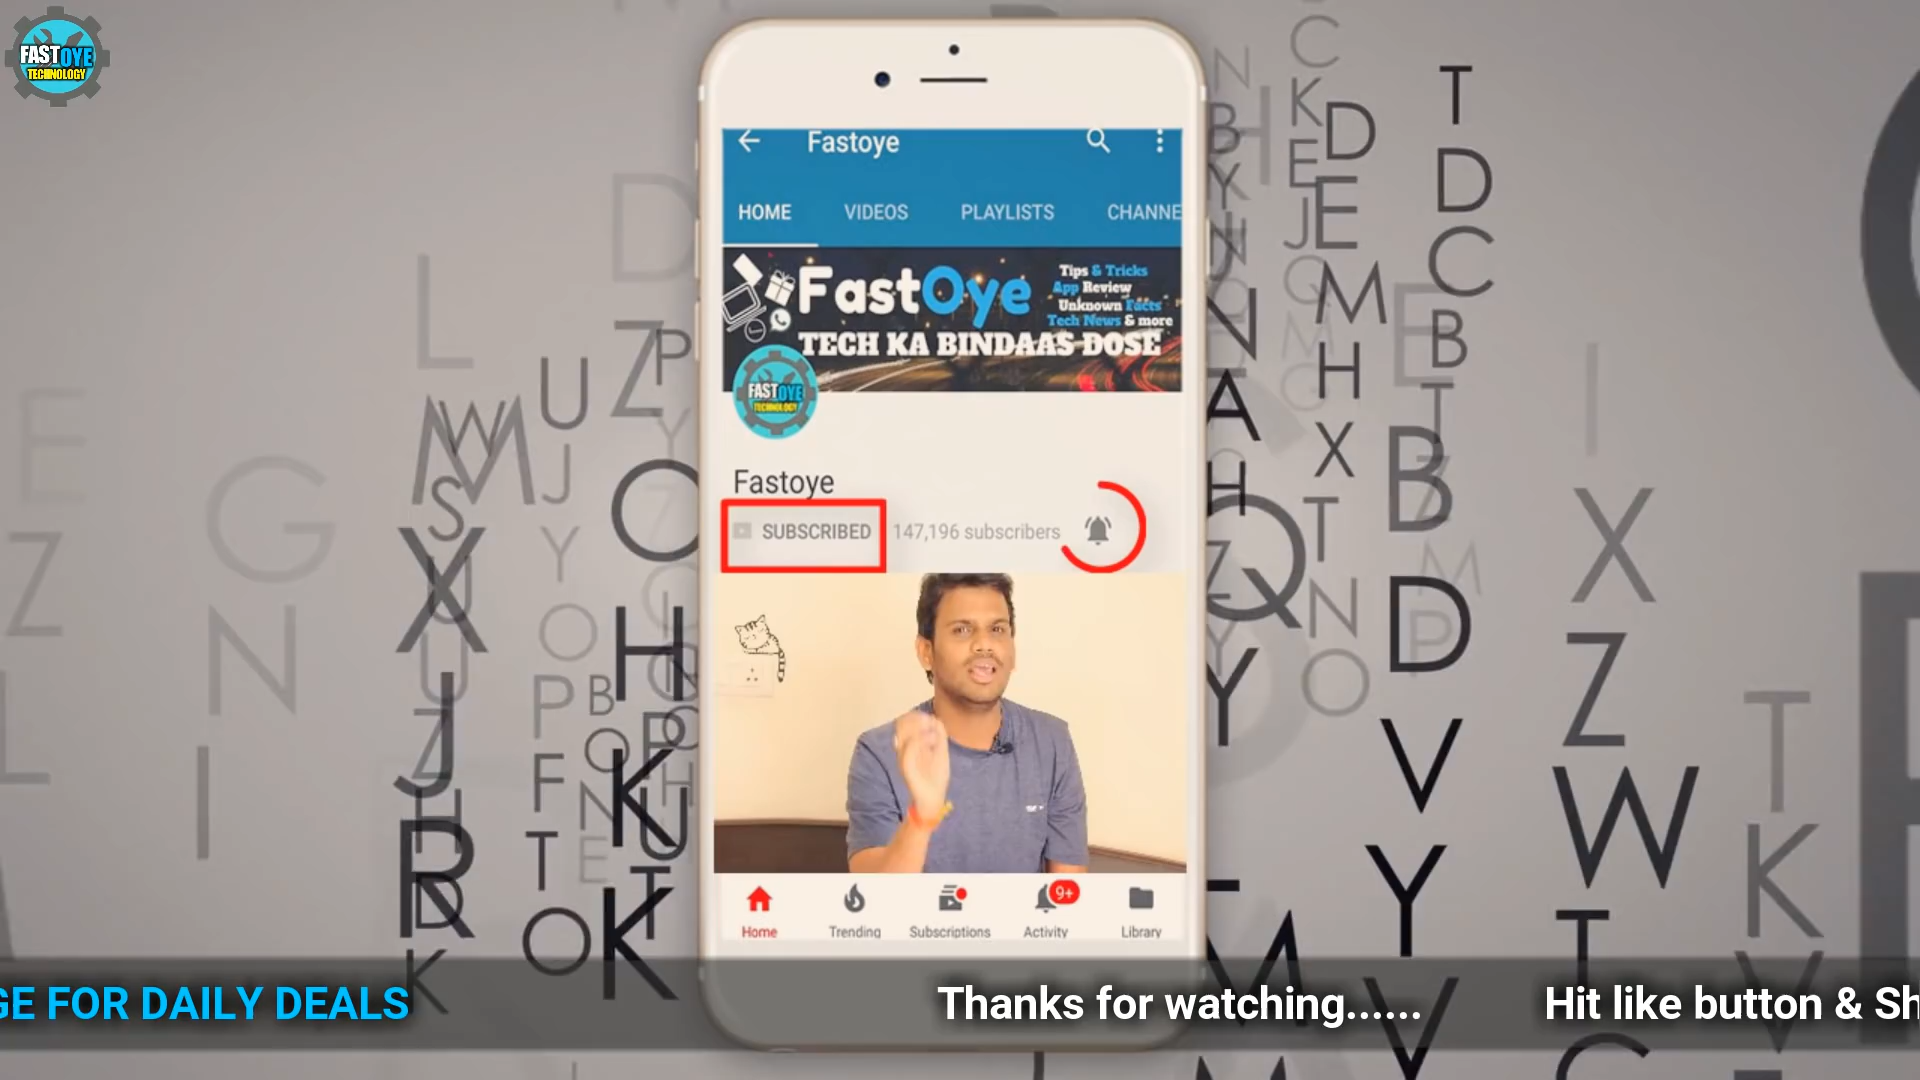 FASTOYE
TECHNOLOGY
Fastoye
HOME VIDEOS PLAYLISTS CHANNE
FastOye
TECH KA BINDAAS DOSE
Tips & Tricks
App Review
Unknown Facts
Tech News & more
FASTOYE
TECHNOLOGY
Fastoye
SUBSCRIBED 147,196 subscribers
9+
Home Trending Subscriptions Activity Library
GE FOR DAILY DEALS Thanks for watching...... Hit like button & Sh